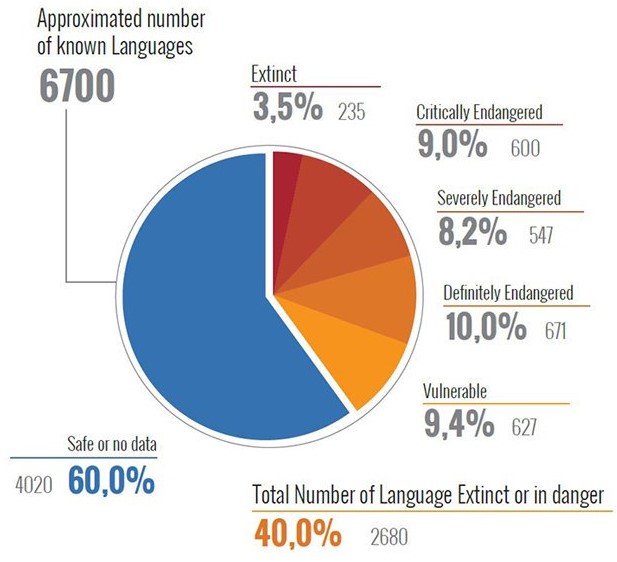 Approximated number
of known Languages
6700
Extinct
3,5% 235
Critically Endangered
9,0% 600
Severely Endangered
8,2% 547
Definitely Endangered
10,0% 671
Vulnerable
9,4% 627
Safe or no data
4020 60,0%
Total Number of Language Extinct or in danger
40,0% 2680